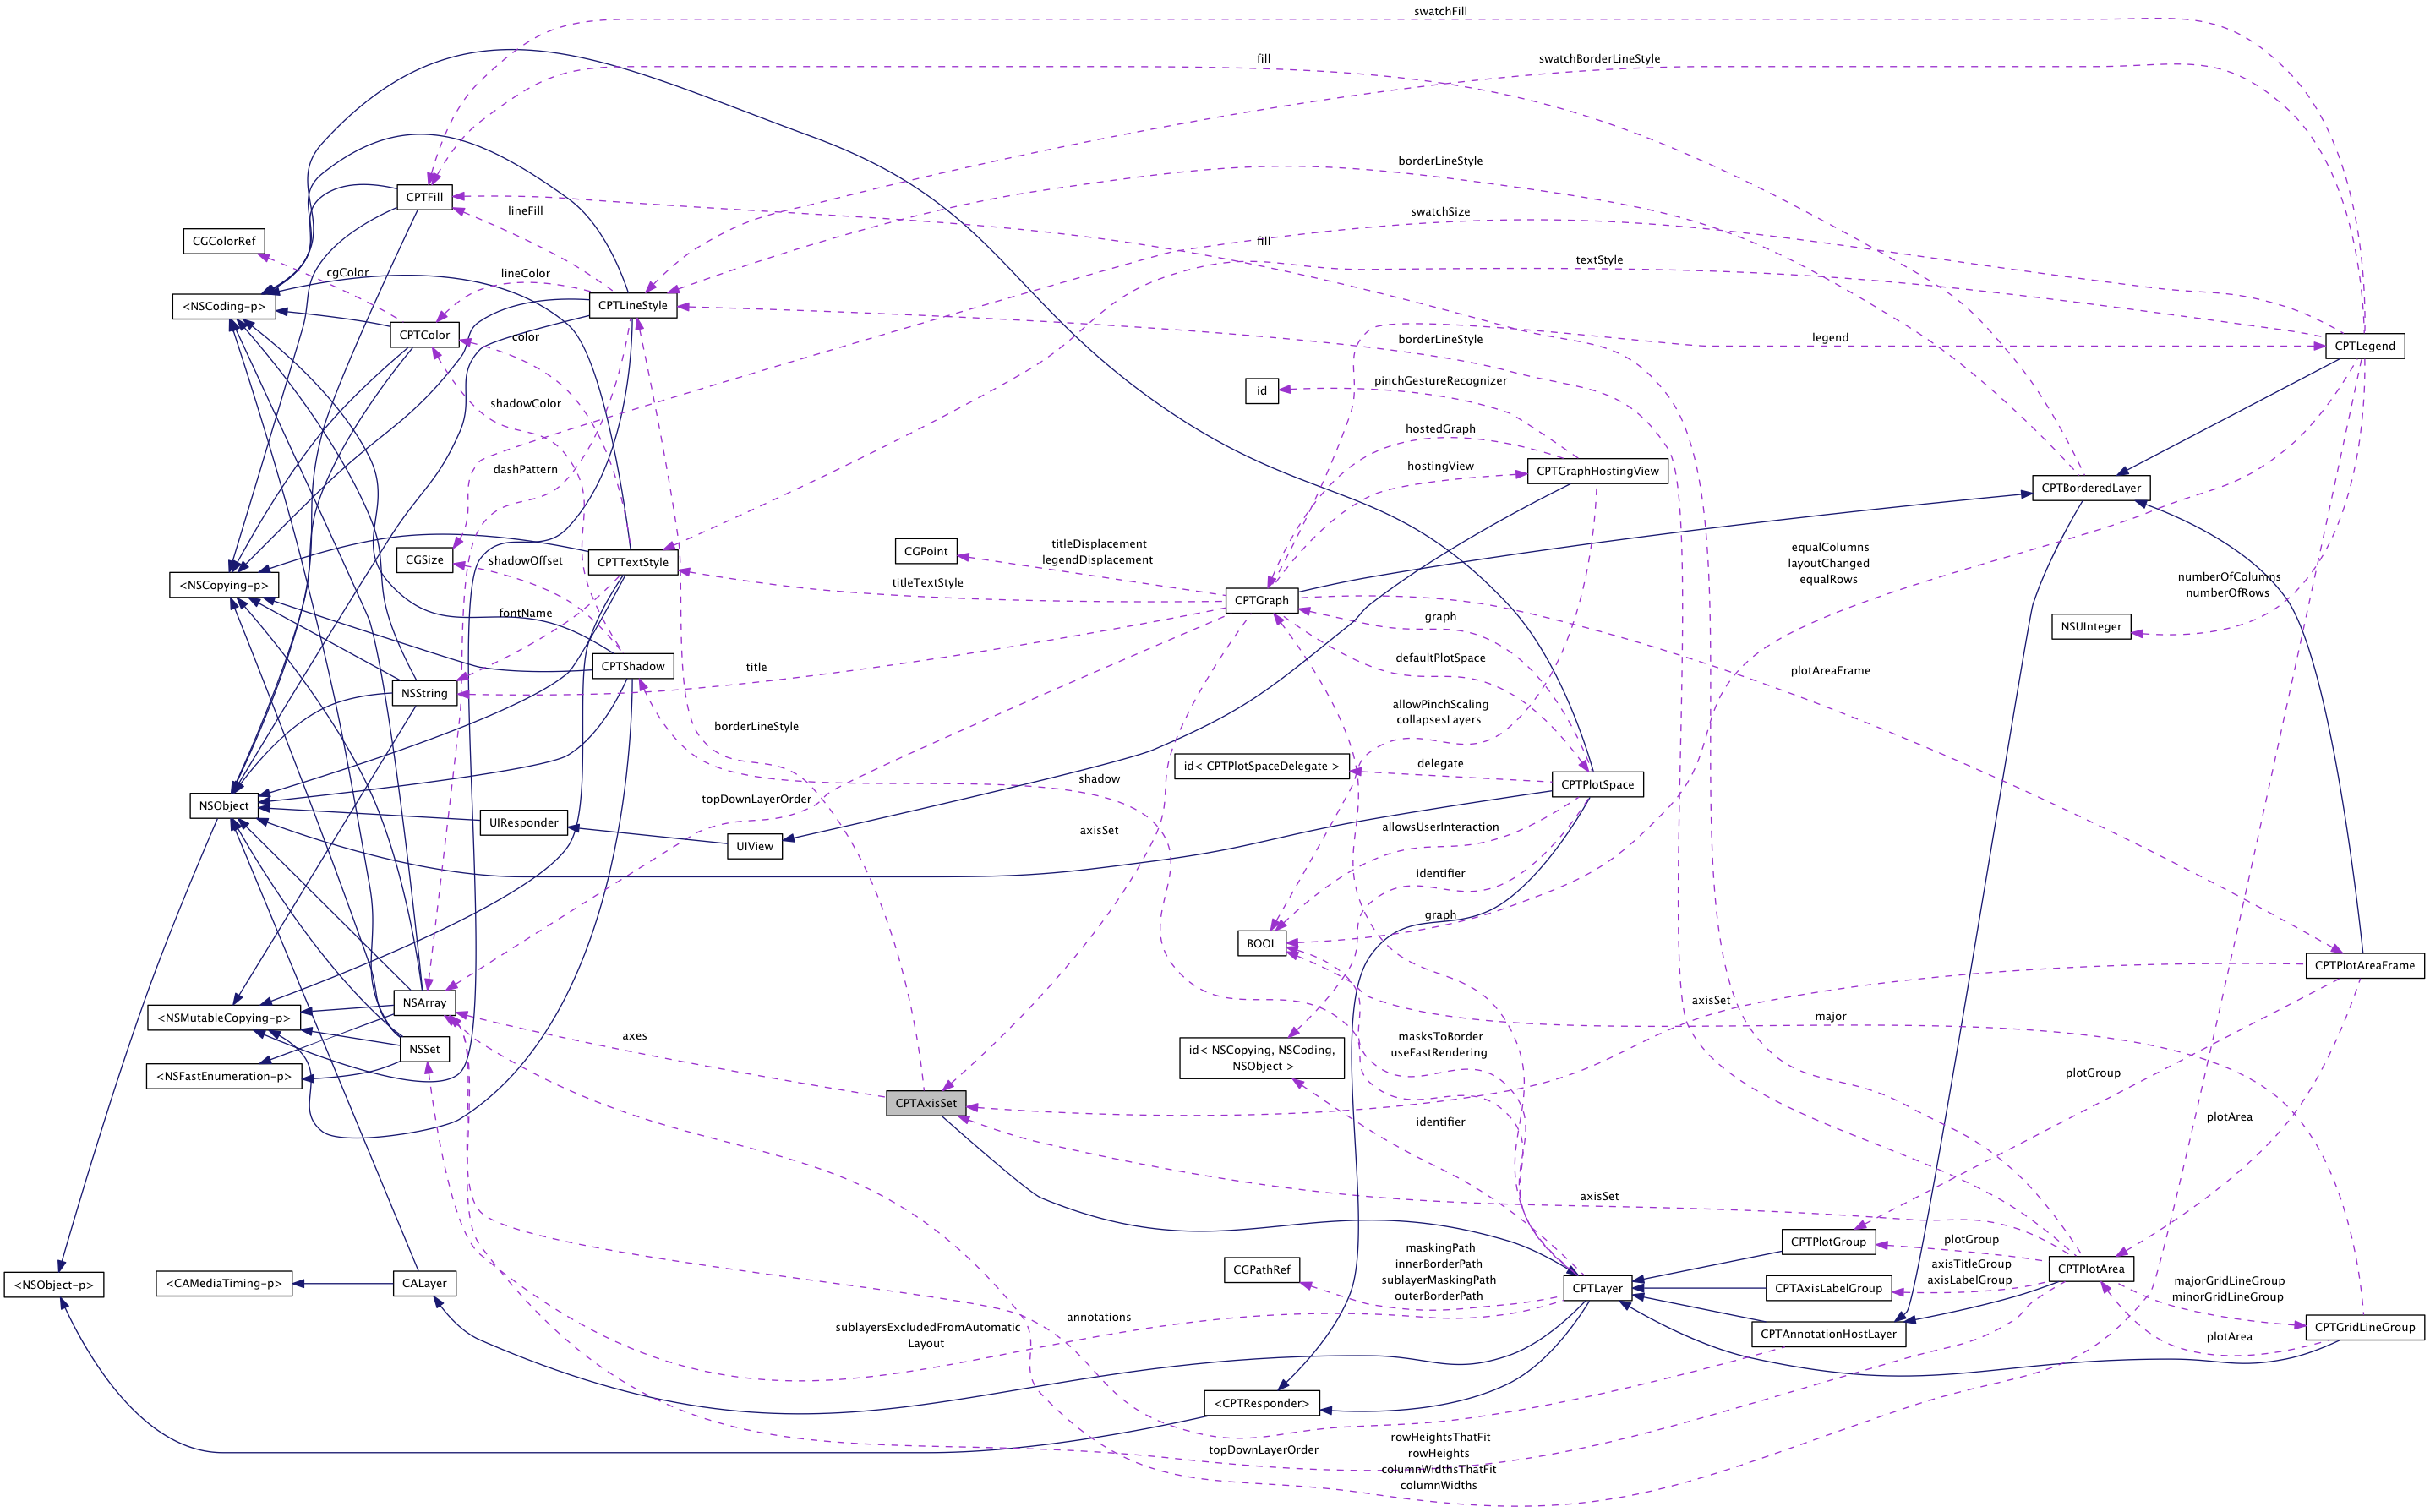 swatchFill
fill
swatchBorderLineStyle
borderLineStyle
CPTFill
lineFill
swatchSize
CGColorRef
fill
textStyle
cgColor
lineColor
<NSCoding-p>
CPTLineStyle
CPTColor
color
borderLineStyle
legend
CPTLegend
pinchGestureRecognizer
id
shadowColor
hostedGraph
dashPattern
hostingView
CPTGraphHostingView
CPTBorderedLayer
titleDisplacement
legendDisplacement
CGPoint
equalColumns
layoutChanged
equalRows
CGSize
shadowOffset
CPTTextStyle
<NSCopying-p>
titleTextStyle
CPTGraph
numberOfColumns
numberOfRows
fontName
graph
NSUInteger
CPTShadow
title
defaultPlotSpace
plotAreaFrame
NSString
allowPinchScaling
collapsesLayers
borderLineStyle
id< CPTPlotSpaceDelegate >
delegate
shadow
CPTPlotSpace
topDownLayerOrder
NSObject
UIResponder
UIView
axisSet
allowsUserInteraction
identifier
graph
BOOL
CPTPlotAreaFrame
NSArray
axisSet
<NSMutableCopying-p>
major
axes
masksToBorder
useFastRendering
NSSet
id< NSCopying, NSCoding,
NSObject >
<NSFastEnumeration-p>
plotGroup
CPTAxisSet
plotArea
identifier
axisSet
CPTPlotGroup
plotGroup
maskingPath
innerBorderPath
sublayerMaskingPath
outerBorderPath
CGPathRef
axisTitleGroup
axisLabelGroup
CPTPlotArea
<NSObject-p>
<CAMediaTiming-p>
CALayer
CPTLayer
CPTAxisLabelGroup
majorGridLineGroup
minorGridLineGroup
annotations
sublayersExcludedFromAutomatic
Layout
CPTAnnotationHostLayer
plotArea
CPTGridLineGroup
<CPTResponder>
topDownLayerOrder
rowHeightsThatFit
rowHeights
columnWidthsThatFit
columnWidths